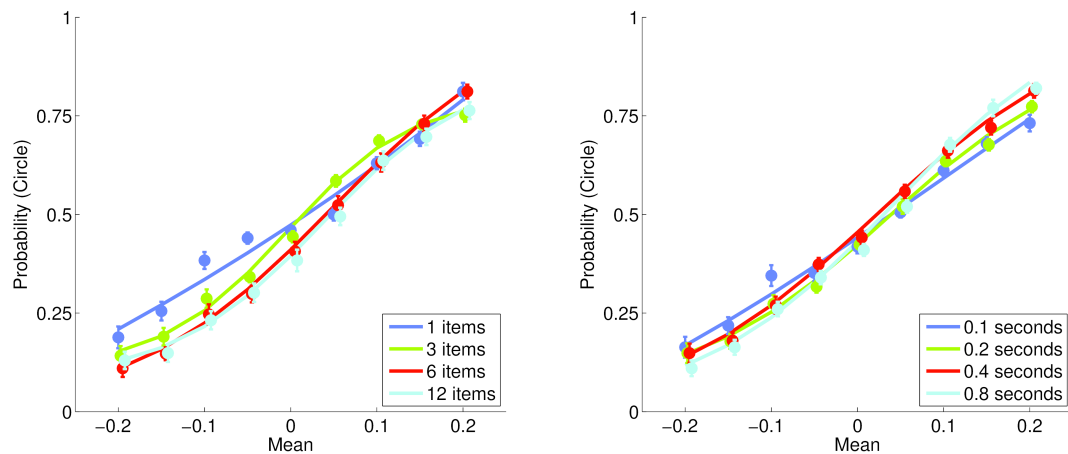 1
0.75
0.5
0.25
0
Probability (Circle)
−0.2
−0.1
0
0.1
0.2
Mean
1 items
3 items
6 items
12 items
1
0.75
0.5
0.25
0
Probability (Circle)
−0.2
−0.1
0
0.1
0.2
Mean
0.1 seconds
0.2 seconds
0.4 seconds
0.8 seconds